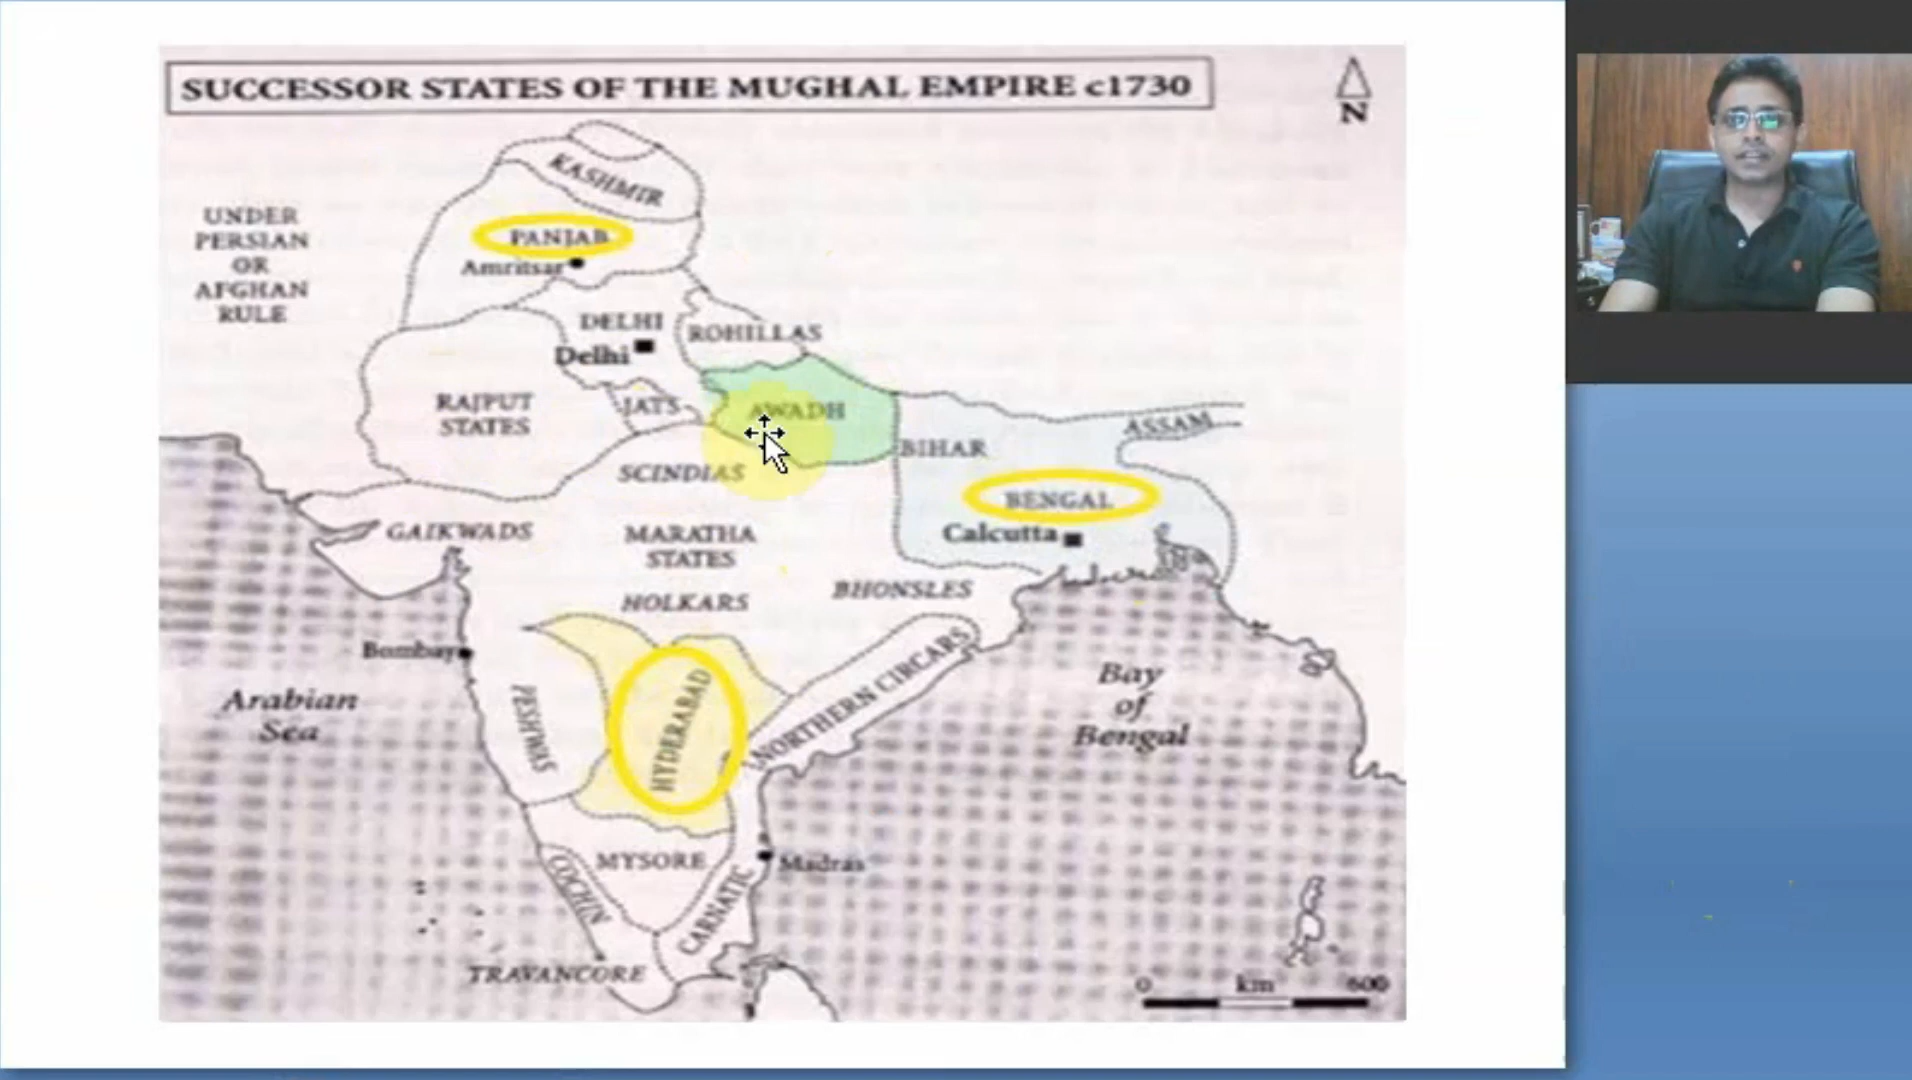 SUCCESSOR STATES OF THE MUGHAL EMPIRE c1730
N
KASHMIR
UNDER
PERSIAN
OR
AFGHAN
RULE
PANJAB
Amritsar
DELHI
Delhi
ROHILLAS
RAJPUT
STATES
JATS
AWADH
BIHAR
ASSAM
SCINDIAS
BENGAL
Calcutta
GAIKWADS
MARATHA
STATES
HOLKARS
BHONSLES
Bombay
Arabian
Sea
PESHWAS
HYDERABAD
NORTHERN CIRCARS
Bay
of
Bengal
MYSORE
Madras
COCHIN
CARNATIC
TRAVANCORE
0 km 600